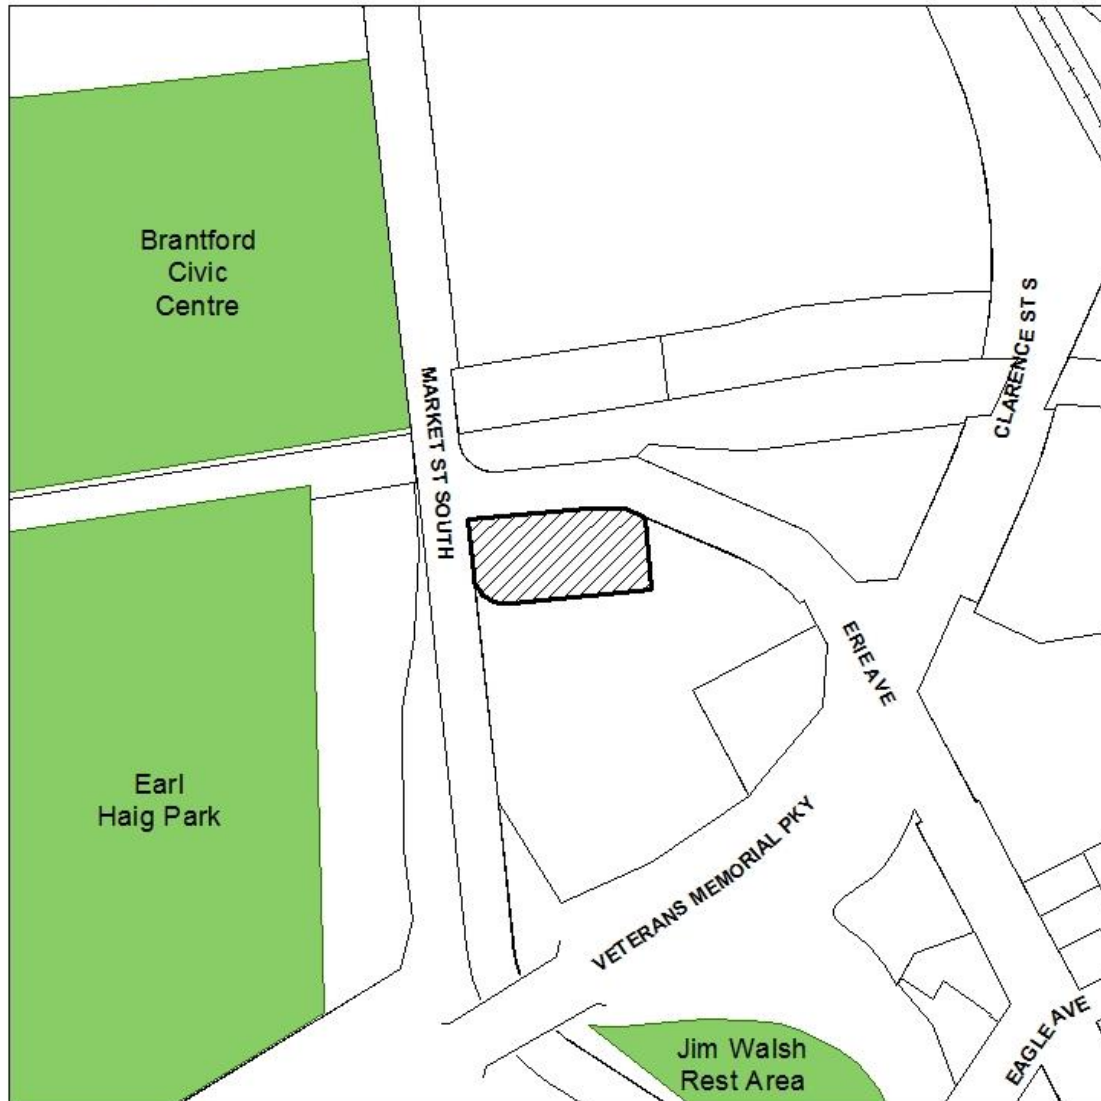 Brantford
Civic
Centre
CLARENCE ST S
MARKET ST SOUTH
ERIE AVE
Earl
Haig Park
VETERANS MEMORIAL PKY
Jim Walsh
Rest Area
EAGLE AVE